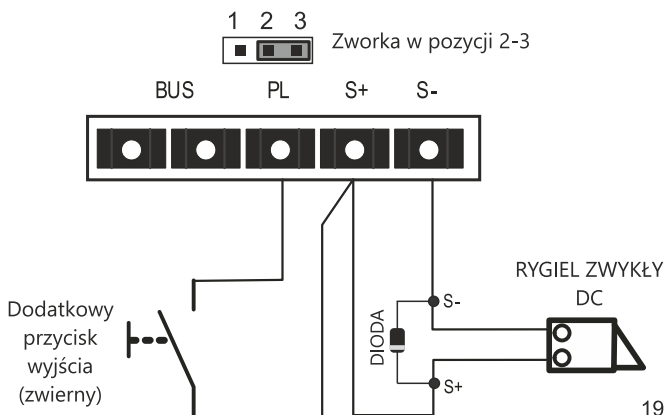 1 2 3
Zworka w pozycji 2-3
BUS PL S+ S-
Dodatkowy
przycisk
wyjścia
(zwierny)
DIODA
S-
S+
RYGIEL ZWYKŁY
DC
19